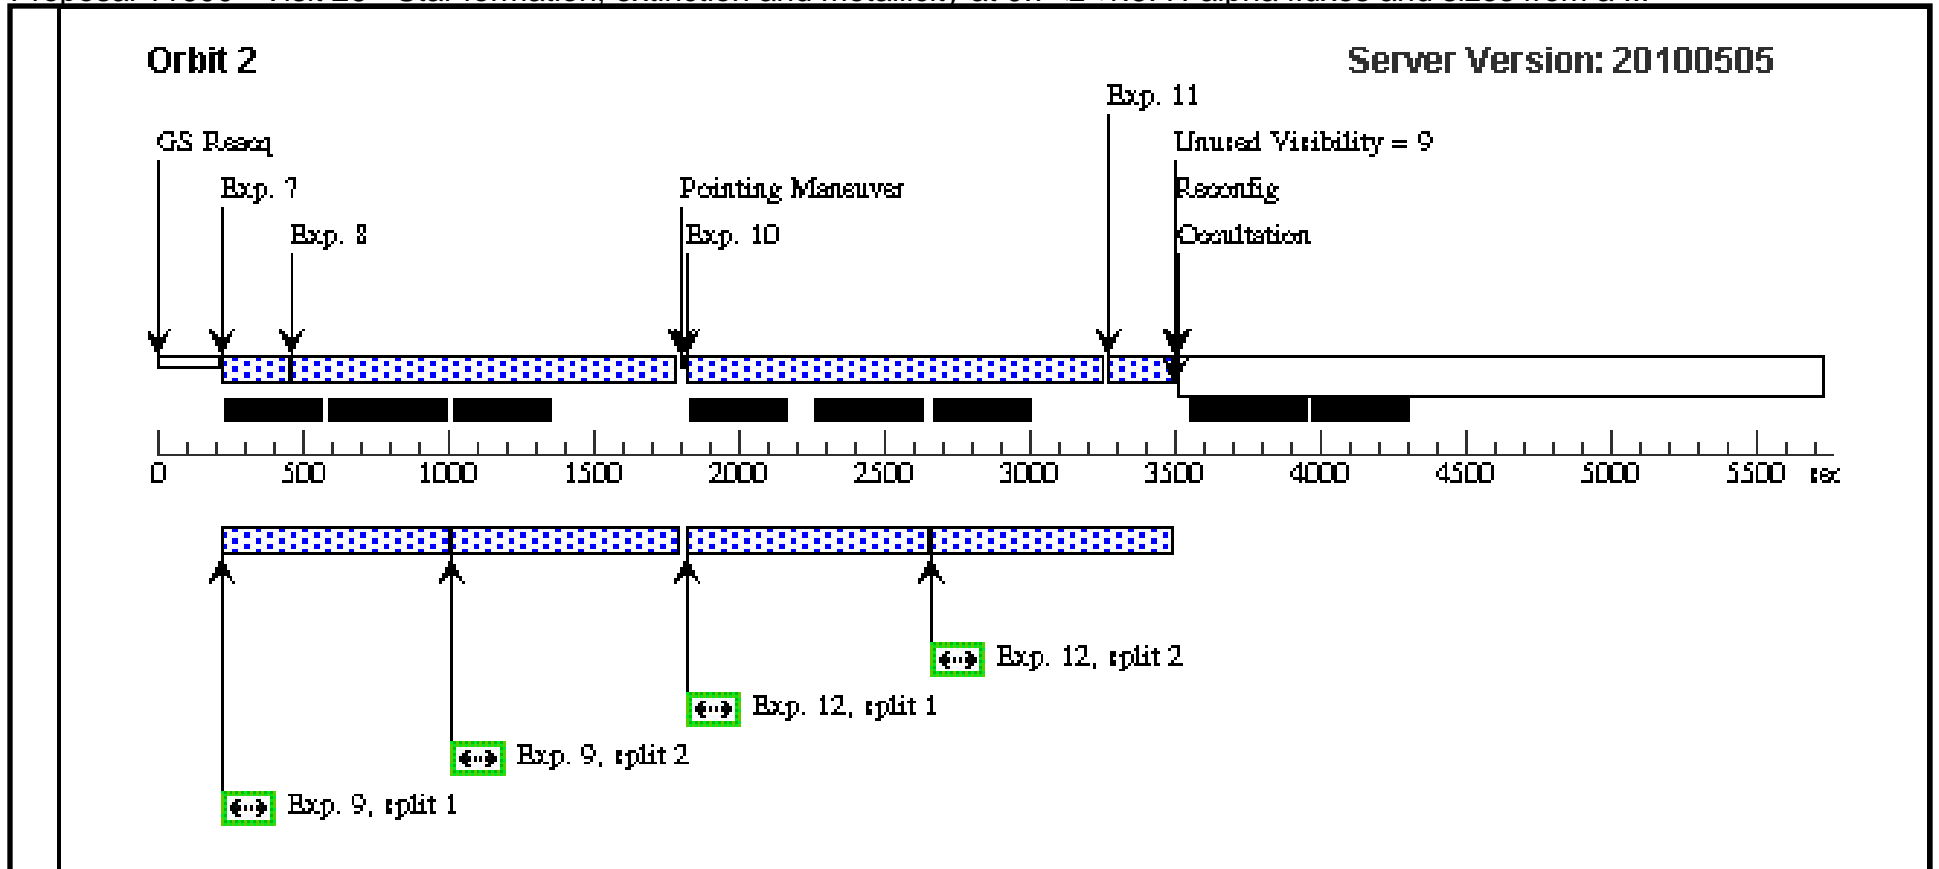 Orbit 2
Server Version: 20100505
Exp. 11
GS Reacq
Unused Visibility = 9
Exp. 7
Pointing Maneuver
Reconfig
Exp. 8
Exp. 10
Occultation
0 500 1000 1500 2000 2500 3000 3500 4000 4500 5000 5500 sec
Exp. 12, split 2
Exp. 12, split 1
Exp. 9, split 2
Exp. 9, split 1